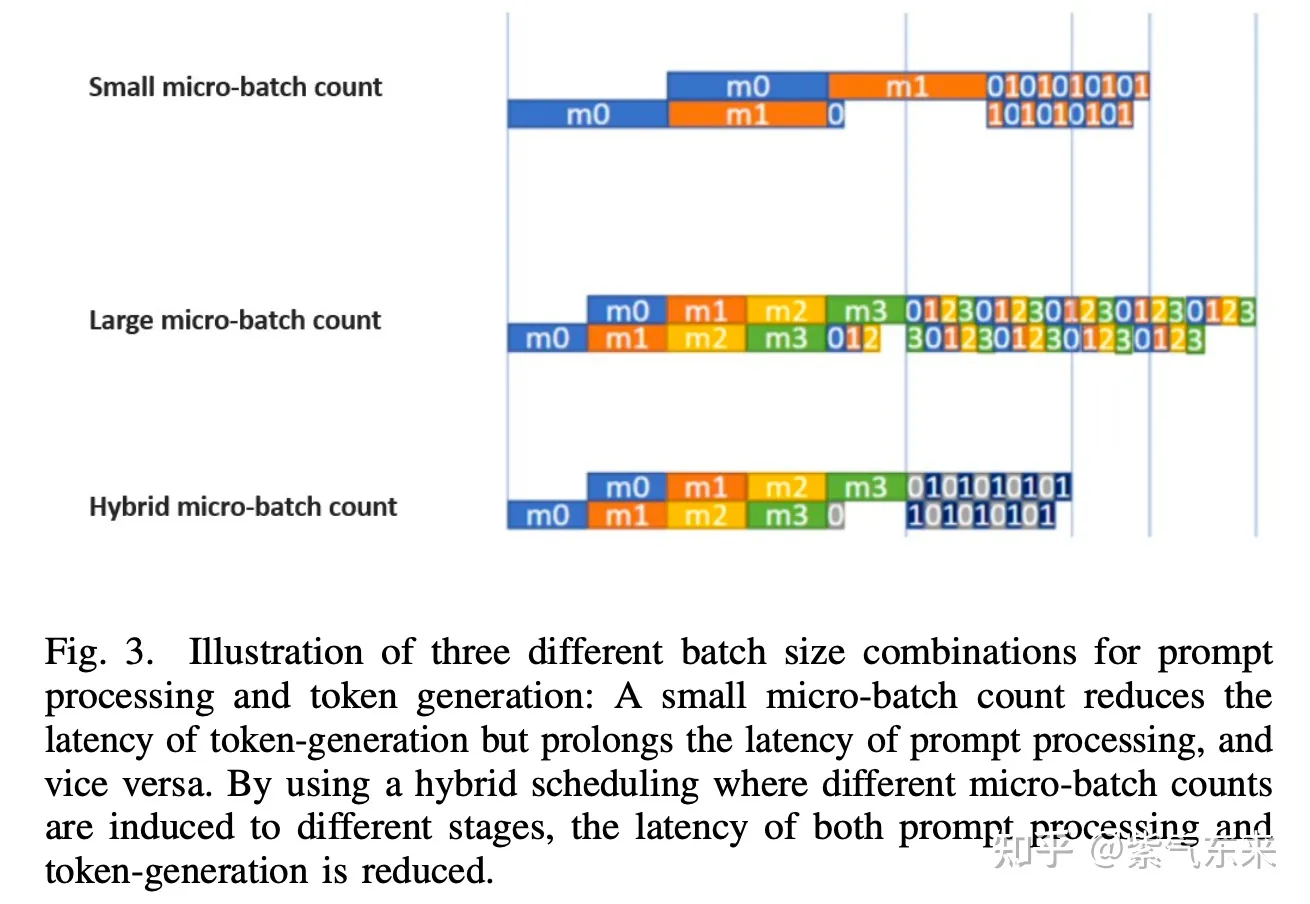 Small micro-batch count
m0 m1 0101010101
m0 m1 0 101010101
Large micro-batch count
m0 m1 m2 m3 01230123012301230123
m0 m1 m2 m3 012 30123012301230123
Hybrid micro-batch count
m0 m1 m2 m3 0101010101
m0 m1 m2 m3 0 101010101
Fig. 3. Illustration of three different batch size combinations for prompt
processing and token generation: A small micro-batch count reduces the
latency of token-generation but prolongs the latency of prompt processing, and
vice versa. By using a hybrid scheduling where different micro-batch counts
are induced to different stages, the latency of both prompt processing and
token-generation is reduced.
知乎 @紫气东来